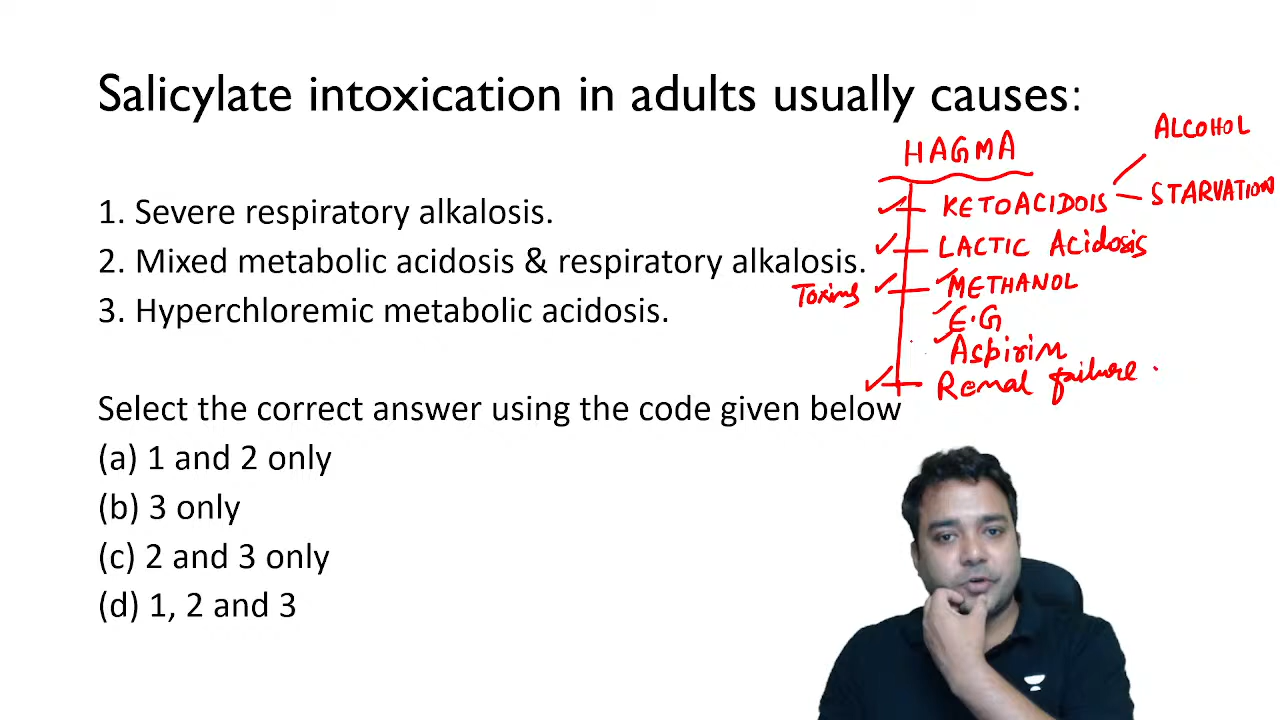 Salicylate intoxication in adults usually causes:
1. Severe respiratory alkalosis.
2. Mixed metabolic acidosis & respiratory alkalosis.
3. Hyperchloremic metabolic acidosis.
Select the correct answer using the code given below
(a) 1 and 2 only
(b) 3 only
(c) 2 and 3 only
(d) 1, 2 and 3
HAGMA
KETOACIDOIS
ALCOHOL
STARVATION
LACTIC Acidosis
Toxins
METHANOL
E.G
Aspirin
Renal failure.